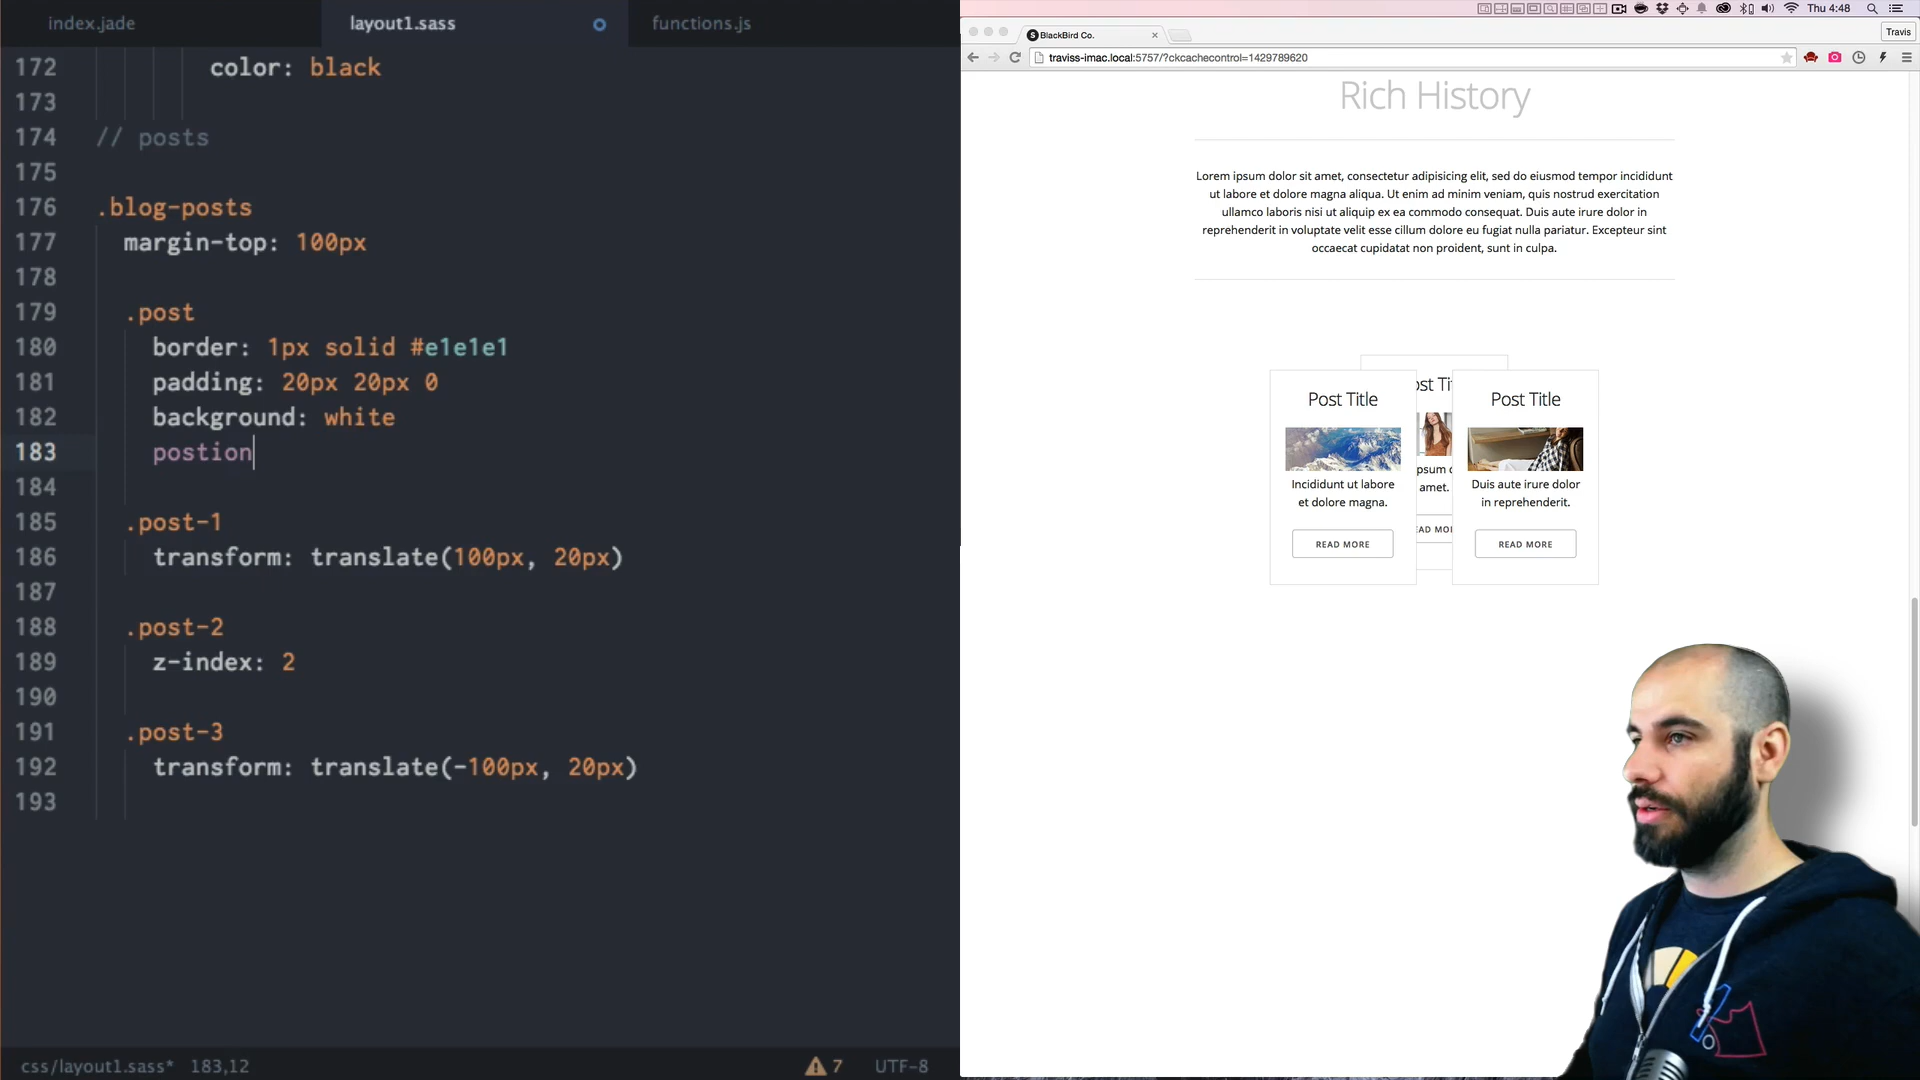 index.jade
layout1.sass
functions.js
172 color: black
173
174 // posts
175
176 .blog-posts
177 margin-top: 100px
178
179 .post
180 border: 1px solid #e1e1e1
181 padding: 20px 20px 0
182 background: white
183 postion
184
185 .post-1
186 transform: translate(100px, 20px)
187
188 .post-2
189 z-index: 2
190
191 .post-3
192 transform: translate(-100px, 20px)
193
css/layout1.sass* 183,12
7 UTF-8
Thu 4:48
BlackBird Co.
Travis
traviss-imac.local:5757/?ckcachecontrol=1429789620
Rich History
Lorem ipsum dolor sit amet, consectetur adipisicing elit, sed do eiusmod tempor incididunt
ut labore et dolore magna aliqua. Ut enim ad minim veniam, quis nostrud exercitation
ullamco laboris nisi ut aliquip ex ea commodo consequat. Duis aute irure dolor in
reprehenderit in voluptate velit esse cillum dolore eu fugiat nulla pariatur. Excepteur sint
occaecat cupidatat non proident, sunt in culpa.
Post Title
Incididunt ut labore
et dolore magna.
READ MORE
ost Ti
psum
amet.
EAD MO
Post Title
Duis aute irure dolor
in reprehenderit.
READ MORE